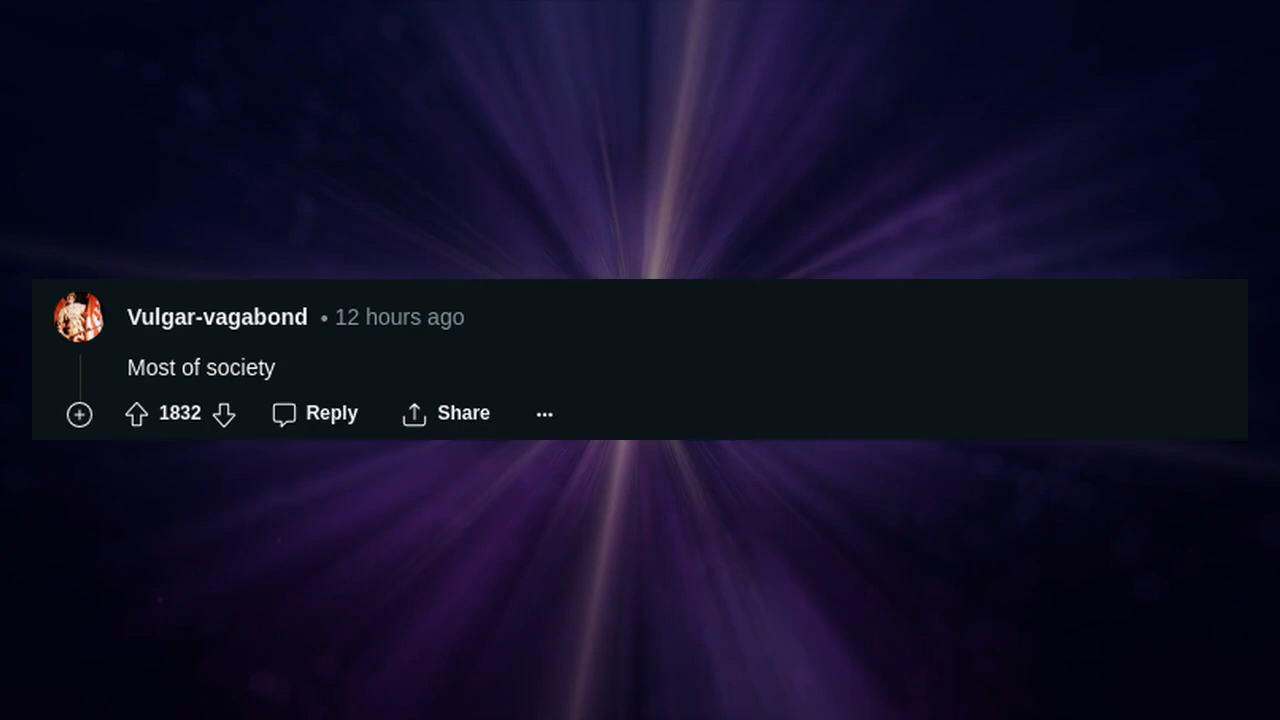 Vulgar-vagabond • 12 hours ago
Most of society
1832 Reply Share ...